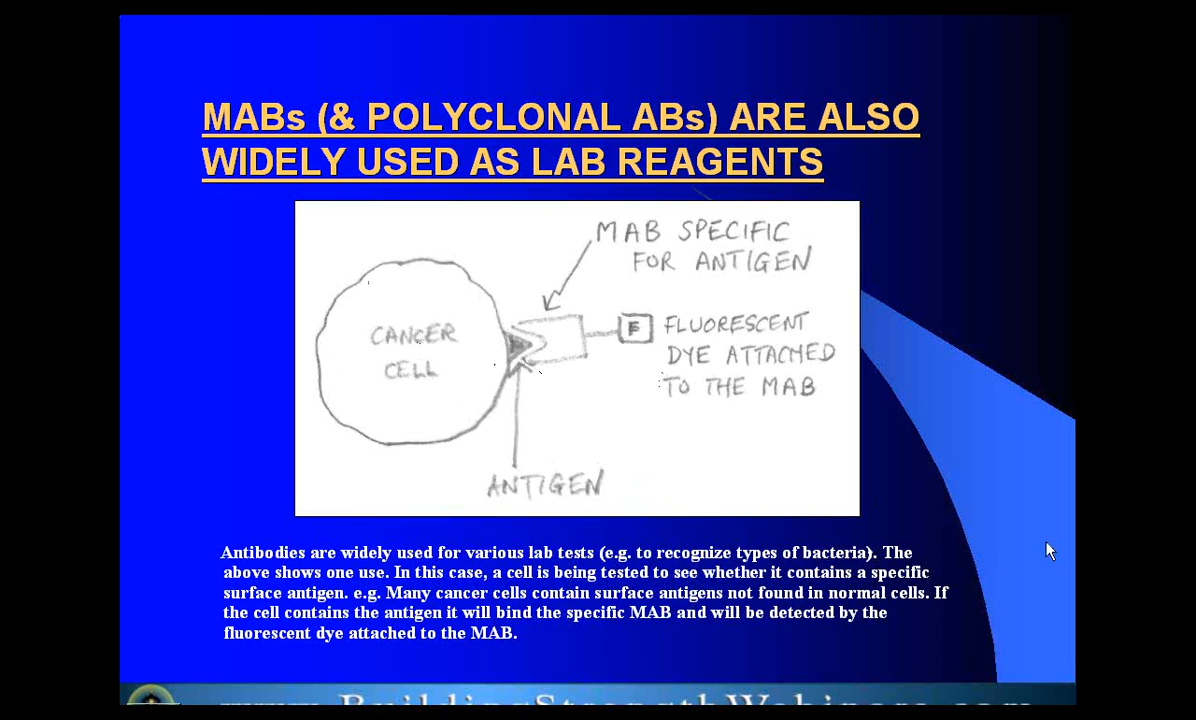 MABs (& POLYCLONAL ABs) ARE ALSO
WIDELY USED AS LAB REAGENTS
MAB SPECIFIC
FOR ANTIGEN
CANCER
CELL
F
FLUORESCENT
DYE ATTACHED
TO THE MAB
ANTIGEN
Antibodies are widely used for various lab tests (e.g. to recognize types of bacteria). The
above shows one use. In this case, a cell is being tested to see whether it contains a specific
surface antigen. e.g. Many cancer cells contain surface antigens not found in normal cells. If
the cell contains the antigen it will bind the specific MAB and will be detected by the
fluorescent dye attached to the MAB.
www.BuildingStrengthWebinars.com